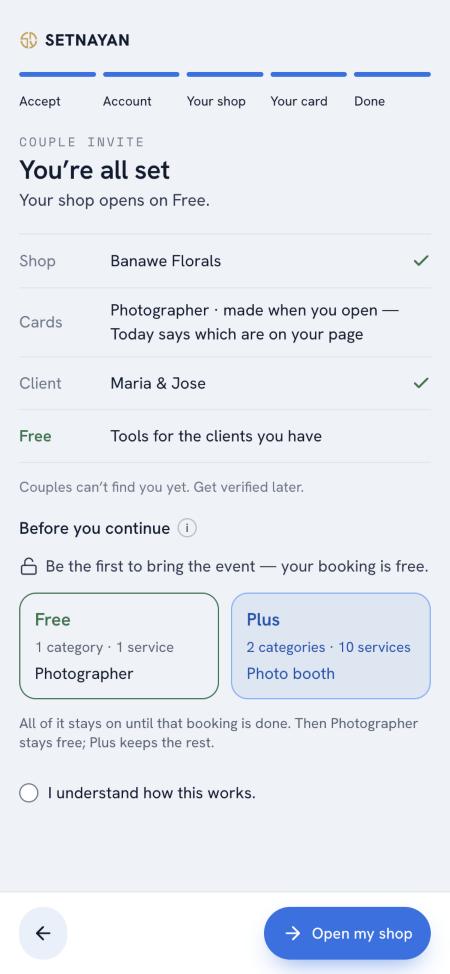 SETNAYAN
Accept
Account
Your shop
Your card
Done
COUPLE INVITE
You’re all set
Your shop opens on Free.
Shop
Banawe Florals
Cards
Photographer · made when you open —
Today says which are on your page
Client
Maria & Jose
Free
Tools for the clients you have
Couples can’t find you yet. Get verified later.
Before you continue
i
Be the first to bring the event — your booking is free.
Free
1 category · 1 service
Photographer
Plus
2 categories · 10 services
Photo booth
All of it stays on until that booking is done. Then Photographer
stays free; Plus keeps the rest.
I understand how this works.
Open my shop